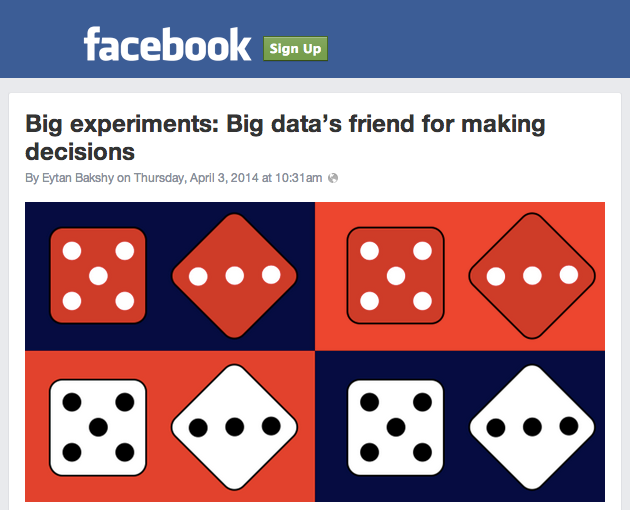 facebook Sign Up
Big experiments: Big data's friend for making
decisions
By Eytan Bakshy on Thursday, April 3, 2014 at 10:31am